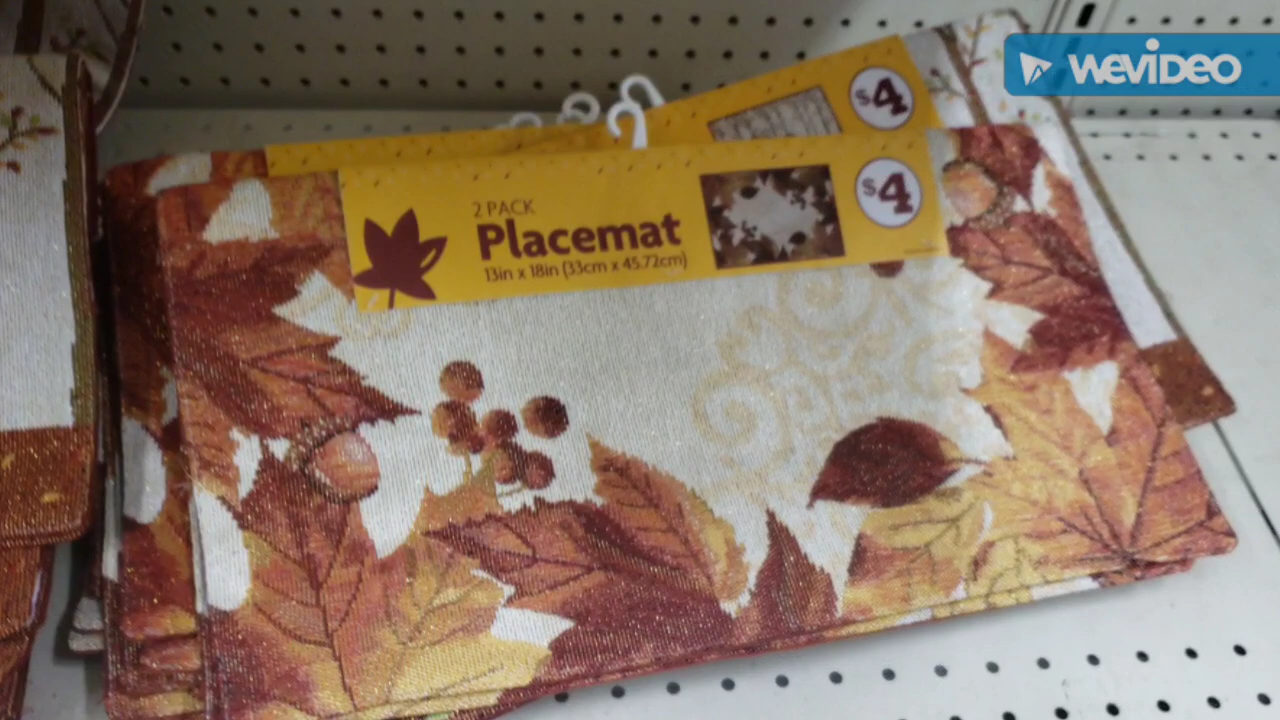 WEVIDEO
$4
2 PACK
Placemat
13in x 18in (33cm x 45.72cm)
$4